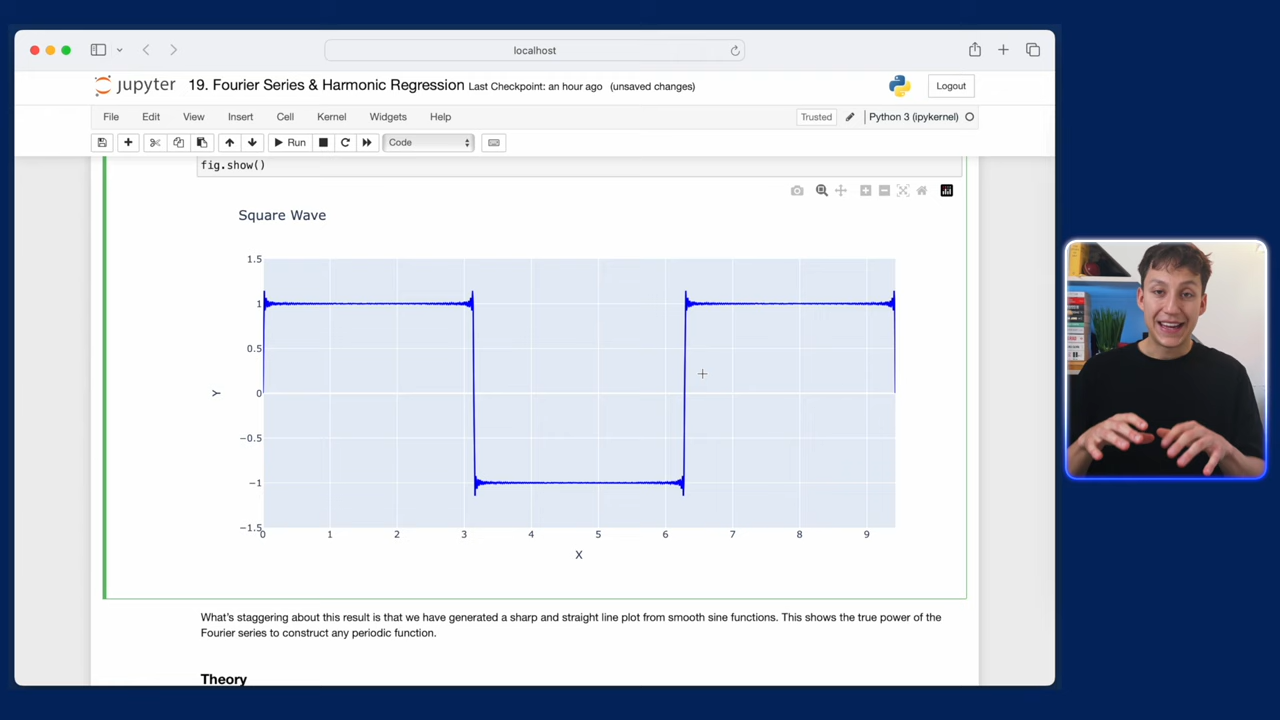 localhost
jupyter 19. Fourier Series & Harmonic Regression Last Checkpoint: an hour ago (unsaved changes) Logout
File Edit View Insert Cell Kernel Widgets Help Trusted Python 3 (ipykernel)
Run Code
fig.show()
Square Wave
1.5
1
0.5
0
−0.5
−1
−1.5
Y
0 1 2 3 4 5 6 7 8 9
X
What's staggering about this result is that we have generated a sharp and straight line plot from smooth sine functions. This shows the true power of the
Fourier series to construct any periodic function.
Theory